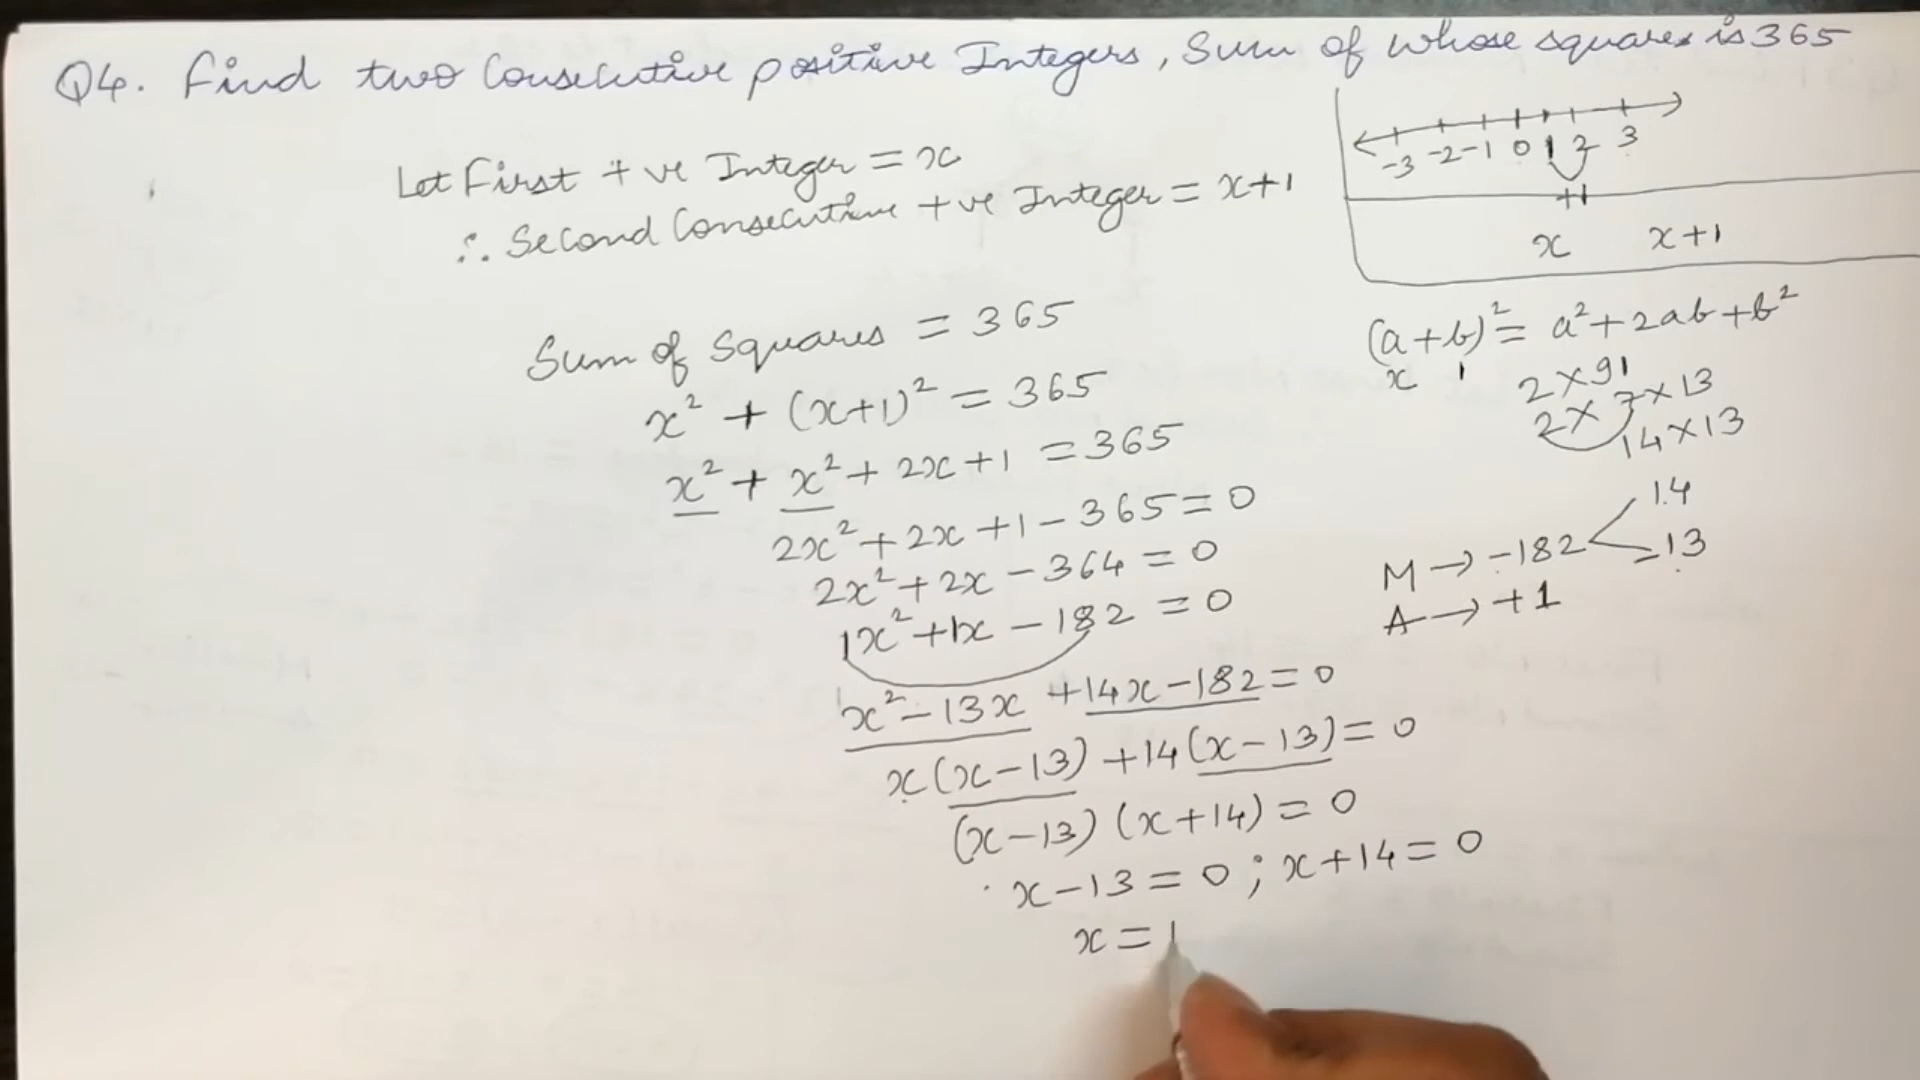 Q4. Find two Consecutive positive Integers, Sum of whose squares is 365
Let First +ve Integer = x
∴ Second Consecutive +ve Integer = x+1
-3 -2 -1 0 1 2 3
+1
x x+1
Sum of Squares = 365
x² + (x+1)² = 365
x² + x² + 2x + 1 = 365
2x² + 2x + 1 - 365 = 0
2x² + 2x - 364 = 0
1x² + 1x - 182 = 0
x² - 13x + 14x - 182 = 0
x(x-13) + 14(x-13) = 0
(x-13) (x+14) = 0
x-13 = 0 ; x+14 = 0
x = 1
(a+b)² = a² + 2ab + b²
x 1
2 x 91
2 x 7 x 13
14 x 13
M → -182
14
-13
A → +1